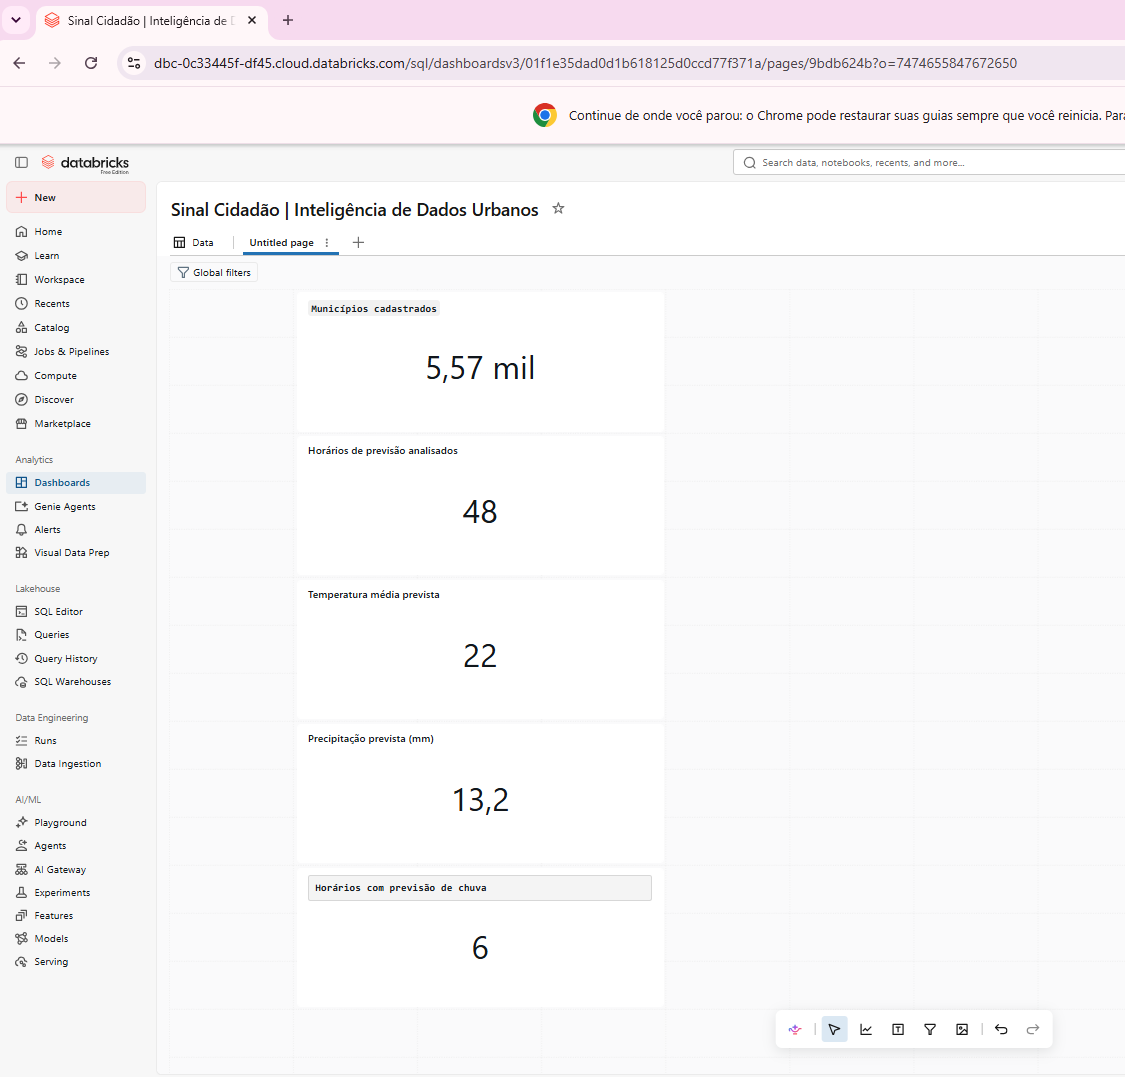 Sinal Cidadão | Inteligência de D
dbc-0c33445f-df45.cloud.databricks.com/sql/dashboardsv3/01f1e35dad0d1b618125d0ccd77f371a/pages/9bdb624b?o=7474655847672650
Continue de onde você parou: o Chrome pode restaurar suas guias sempre que você reinicia. Para
databricks
Free Edition
Search data, notebooks, recents, and more...
New
Home
Learn
Workspace
Recents
Catalog
Jobs & Pipelines
Compute
Discover
Marketplace
Analytics
Dashboards
Genie Agents
Alerts
Visual Data Prep
Lakehouse
SQL Editor
Queries
Query History
SQL Warehouses
Data Engineering
Runs
Data Ingestion
AI/ML
Playground
Agents
AI Gateway
Experiments
Features
Models
Serving
Sinal Cidadão | Inteligência de Dados Urbanos
Data
Untitled page
Global filters
Municípios cadastrados
5,57 mil
Horários de previsão analisados
48
Temperatura média prevista
22
Precipitação prevista (mm)
13,2
Horários com previsão de chuva
6